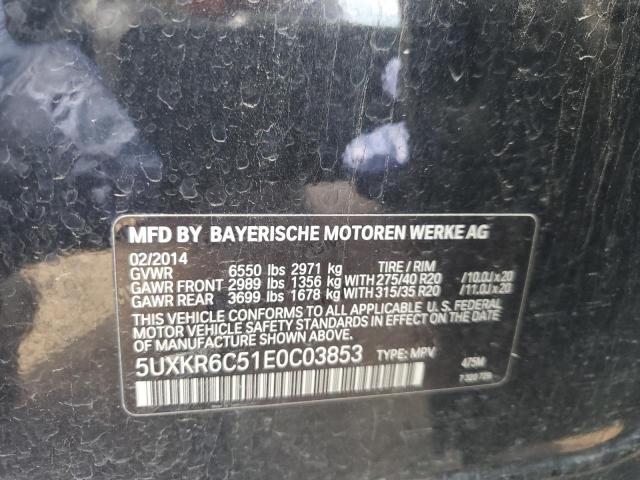 MFD BY BAYERISCHE MOTOREN WERKE AG
02/2014
GVWR 6550 lbs 2971 kg TIRE / RIM
GAWR FRONT 2989 lbs 1356 kg WITH 275/40 R20 /10.0J x20
GAWR REAR 3699 lbs 1678 kg WITH 315/35 R20 /11.0J x20
THIS VEHICLE CONFORMS TO ALL APPLICABLE U.S. FEDERAL
MOTOR VEHICLE SAFETY STANDARDS IN EFFECT ON THE DATE OF
MANUFACTURE SHOWN ABOVE.
5UXKR6C51E0C03853 TYPE: MPV 475M